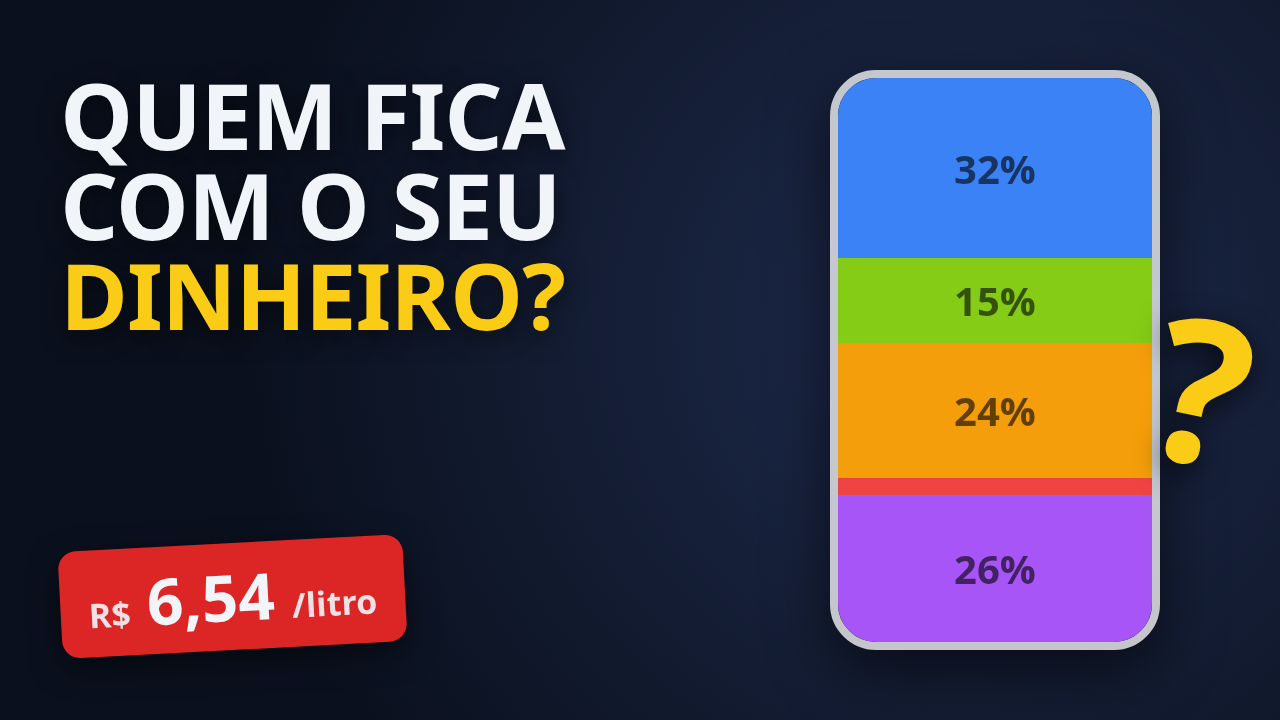 QUEM FICA
COM O SEU
DINHEIRO?
R$ 6,54 /litro
32%
15%
24%
26%
?